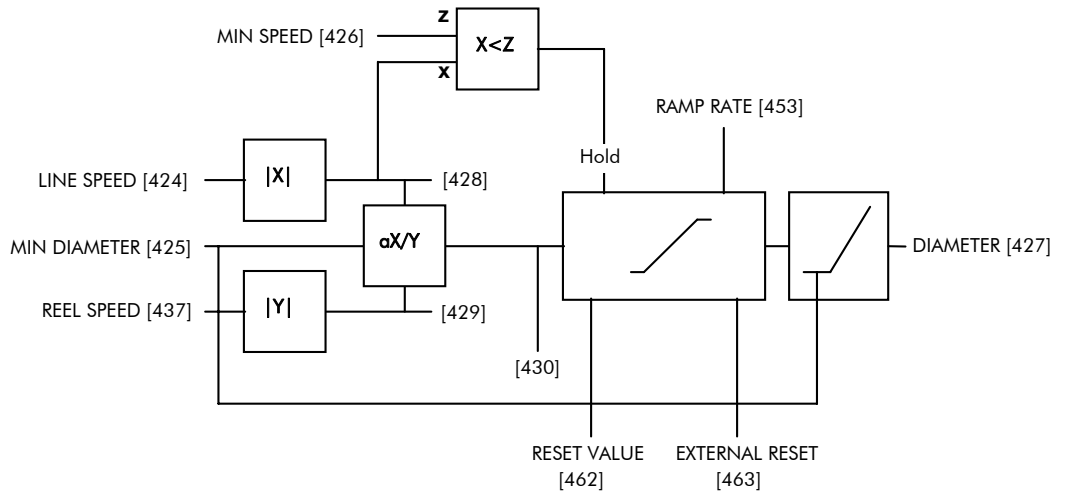 z
MIN SPEED [426]
X<Z
x
RAMP RATE [453]
Hold
LINE SPEED [424]
|X|
[428]
MIN DIAMETER [425]
aX/Y
DIAMETER [427]
REEL SPEED [437]
|Y|
[429]
[430]
RESET VALUE
[462]
EXTERNAL RESET
[463]